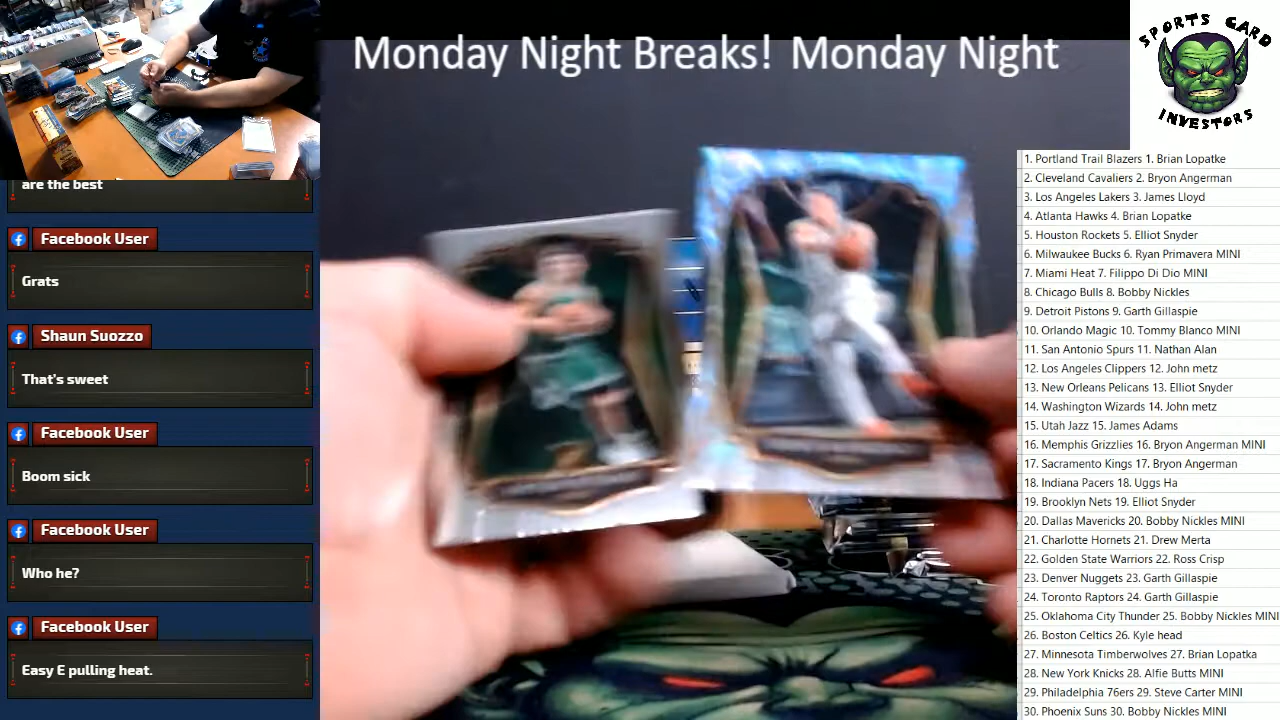 Monday Night Breaks! Monday Night
SPORTS CARD
INVESTORS
are the best
Facebook User
Grats
Shaun Suozzo
That's sweet
Facebook User
Boom sick
Facebook User
Who he?
Facebook User
Easy E pulling heat.
1. Portland Trail Blazers 1. Brian Lopatke
2. Cleveland Cavaliers 2. Bryon Angerman
3. Los Angeles Lakers 3. James Lloyd
4. Atlanta Hawks 4. Brian Lopatke
5. Houston Rockets 5. Elliot Snyder
6. Milwaukee Bucks 6. Ryan Primavera MINI
7. Miami Heat 7. Filippo Di Dio MINI
8. Chicago Bulls 8. Bobby Nickles
9. Detroit Pistons 9. Garth Gillaspie
10. Orlando Magic 10. Tommy Blanco MINI
11. San Antonio Spurs 11. Nathan Alan
12. Los Angeles Clippers 12. John metz
13. New Orleans Pelicans 13. Elliot Snyder
14. Washington Wizards 14. John metz
15. Utah Jazz 15. James Adams
16. Memphis Grizzlies 16. Bryon Angerman MINI
17. Sacramento Kings 17. Bryon Angerman
18. Indiana Pacers 18. Uggs Ha
19. Brooklyn Nets 19. Elliot Snyder
20. Dallas Mavericks 20. Bobby Nickles MINI
21. Charlotte Hornets 21. Drew Merta
22. Golden State Warriors 22. Ross Crisp
23. Denver Nuggets 23. Garth Gillaspie
24. Toronto Raptors 24. Garth Gillaspie
25. Oklahoma City Thunder 25. Bobby Nickles MINI
26. Boston Celtics 26. Kyle head
27. Minnesota Timberwolves 27. Brian Lopatka
28. New York Knicks 28. Alfie Butts MINI
29. Philadelphia 76ers 29. Steve Carter MINI
30. Phoenix Suns 30. Bobby Nickles MINI